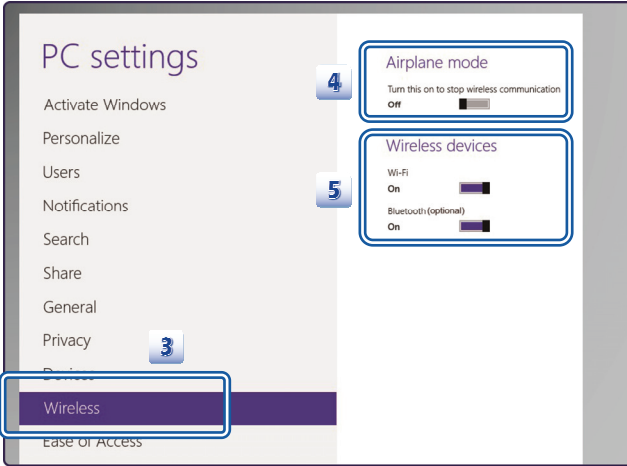 PC settings
Activate Windows
Personalize
Users
Notifications
Search
Share
General
Privacy
3
Devices
Wireless
Ease of Access
4
Airplane mode
Turn this on to stop wireless communication
Off
5
Wireless devices
Wi-Fi
On
Bluetooth (optional)
On